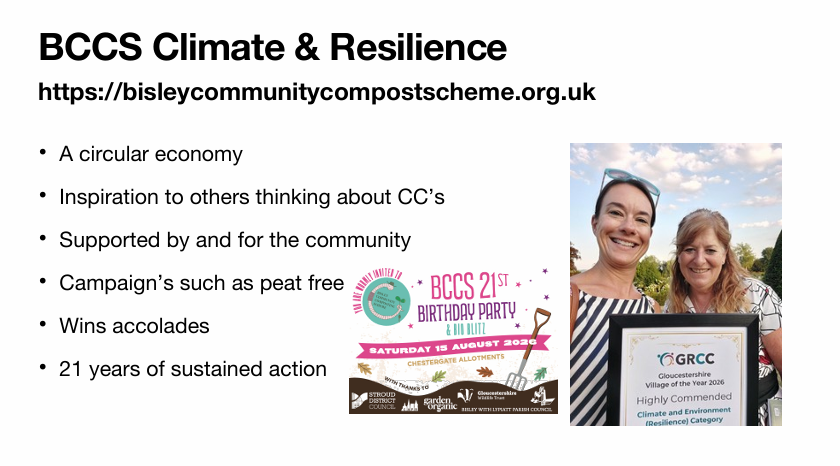 BCCS Climate & Resilience
https://bisleycommunitycompostscheme.org.uk
• A circular economy
• Inspiration to others thinking about CC’s
• Supported by and for the community
• Campaign’s such as peat free
• Wins accolades
• 21 years of sustained action
YOU ARE WARMLY INVITED TO
BCCS 21ST
BIRTHDAY PARTY
& BIO BLITZ
SATURDAY 15 AUGUST 2026
CHESTERGATE ALLOTMENTS
WITH THANKS TO
STROUD
DISTRICT
COUNCIL
garden
organic
Gloucestershire
Wildlife Trust
BISLEY WITH LYPIATT PARISH COUNCIL
GRCC
Gloucestershire
Village of the Year 2026
Highly Commended
Climate and Environment
(Resilience) Category